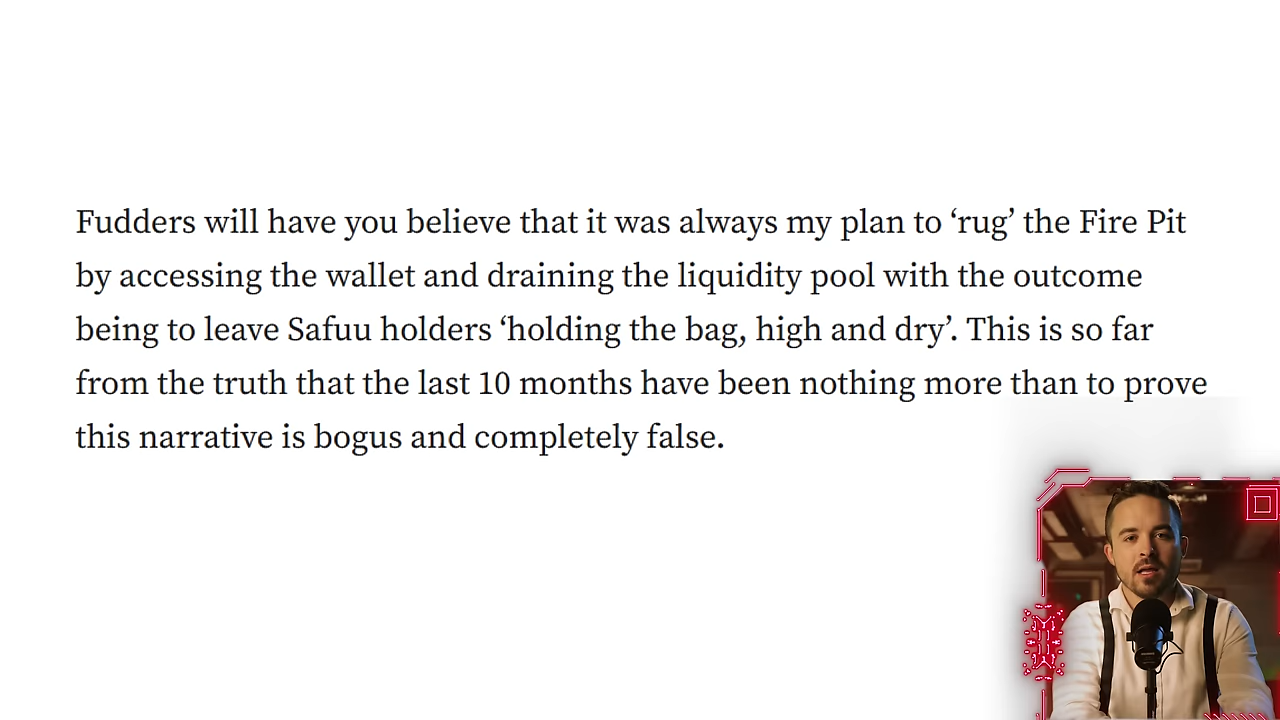 Fudders will have you believe that it was always my plan to ‘rug’ the Fire Pit
by accessing the wallet and draining the liquidity pool with the outcome
being to leave Safuu holders ‘holding the bag, high and dry’. This is so far
from the truth that the last 10 months have been nothing more than to prove
this narrative is bogus and completely false.